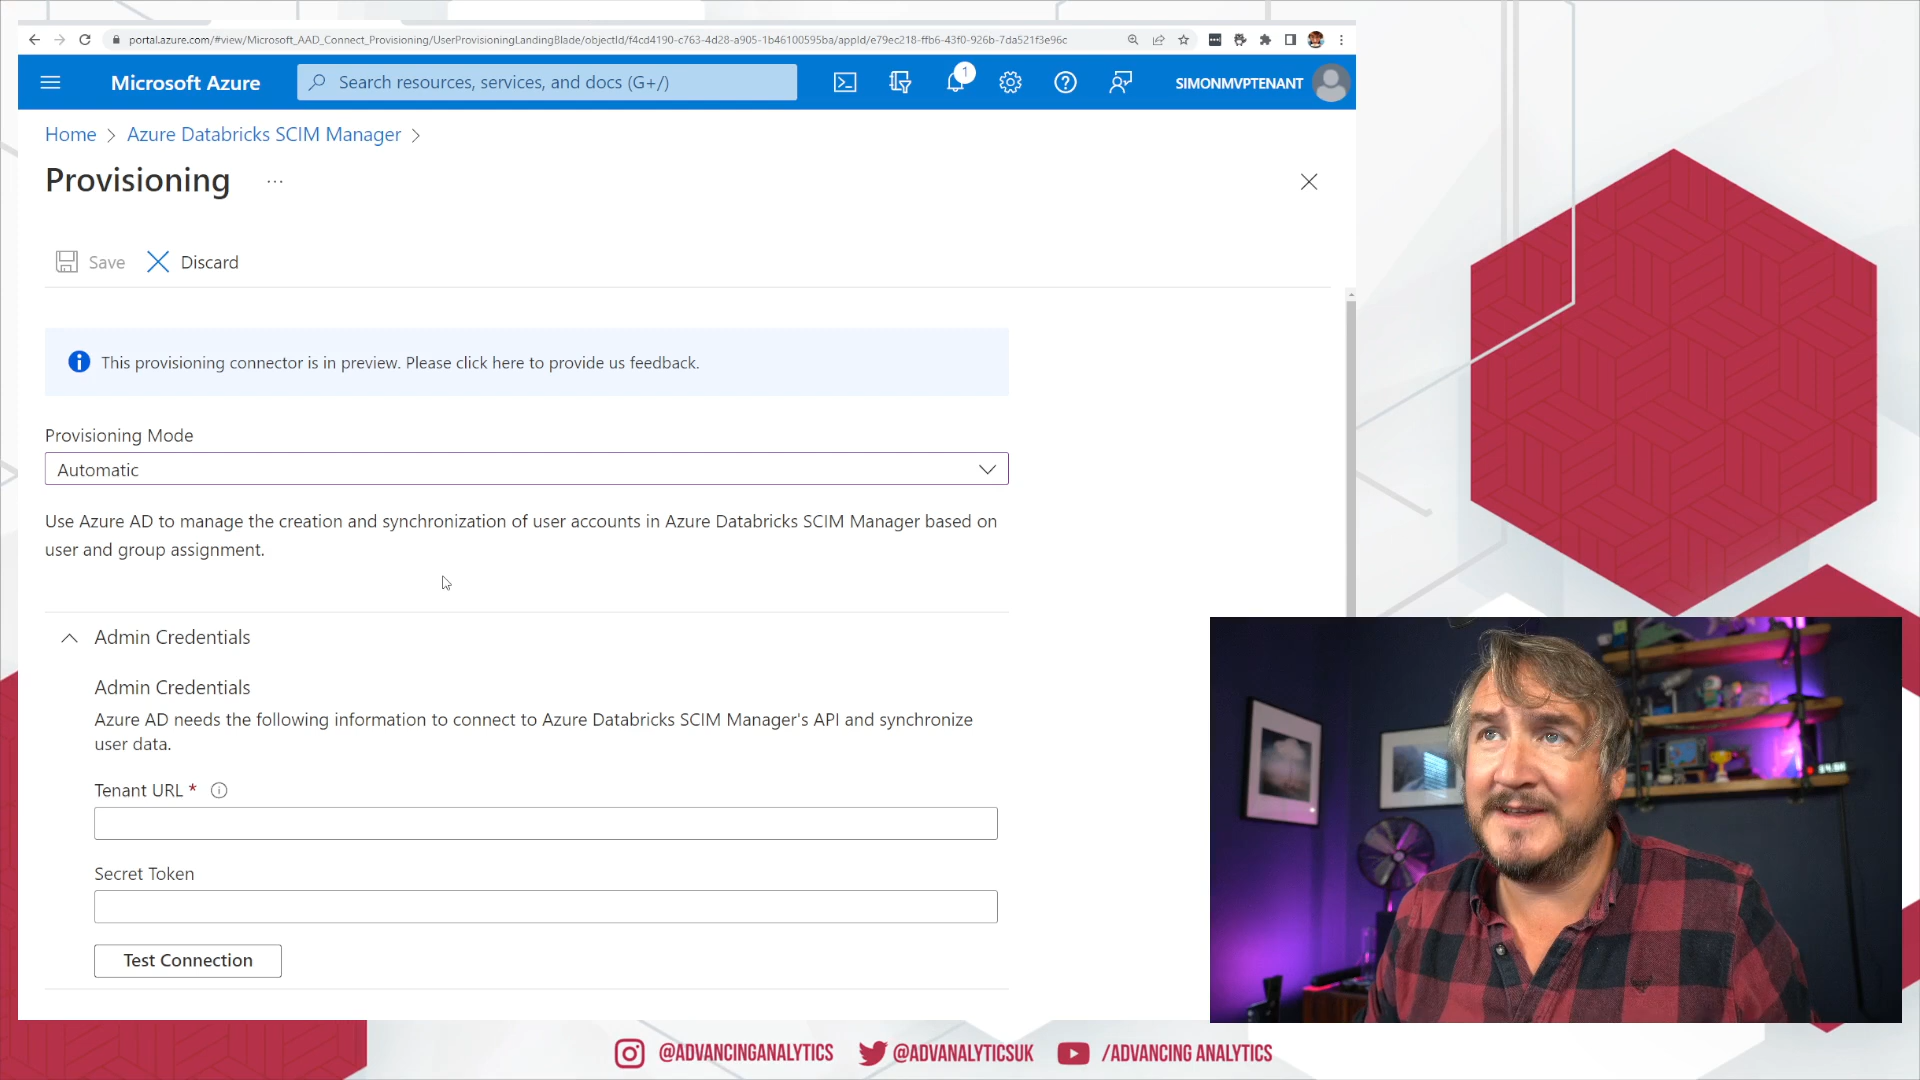 portal.azure.com/#view/Microsoft_AAD_Connect_Provisioning/UserProvisioningLandingBlade/objectId/f4cd4190-c763-4d28-a905-1b46100595ba/appId/e79ec218-ffb6-43f0-926b-7da521f3e96c
Microsoft Azure
Search resources, services, and docs (G+/)
1
SIMONMVPTENANT
Home > Azure Databricks SCIM Manager >
Provisioning ...
Save
Discard
This provisioning connector is in preview. Please click here to provide us feedback.
Provisioning Mode
Automatic
Use Azure AD to manage the creation and synchronization of user accounts in Azure Databricks SCIM Manager based on
user and group assignment.
Admin Credentials
Admin Credentials
Azure AD needs the following information to connect to Azure Databricks SCIM Manager's API and synchronize
user data.
Tenant URL *
Secret Token
Test Connection
@ADVANCINGANALYTICS
@ADVANALYTICSUK
/ADVANCING ANALYTICS